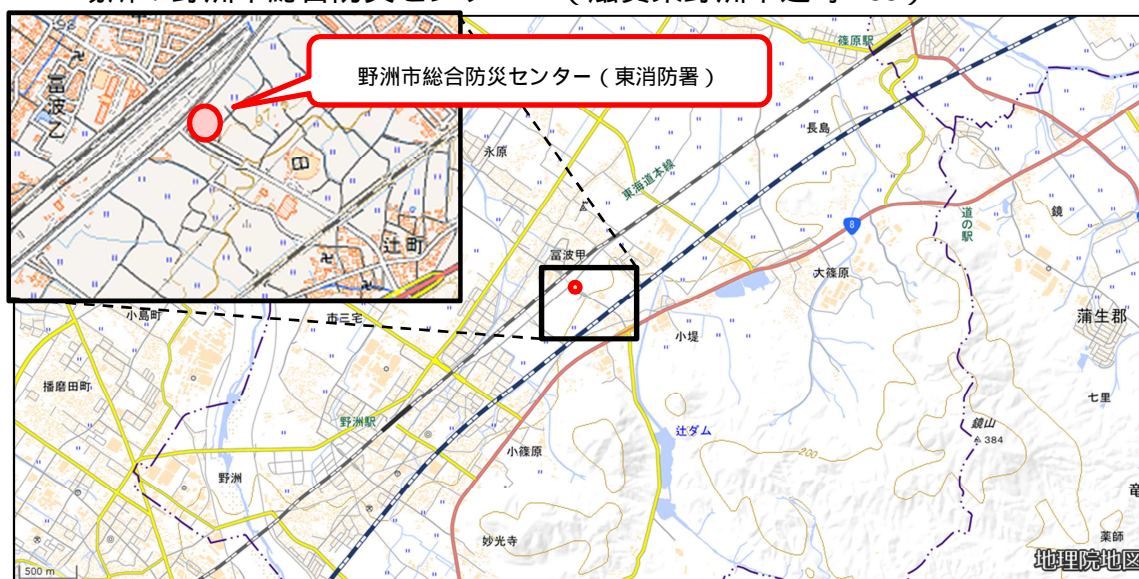 野洲市総合防災センター（東消防署）
冨波乙
辻町
篠原駅
長島
永原
東海道本線
8
道の駅
鏡
冨波甲
大篠原
蒲生郡
小島町
市三宅
小堤
播磨田町
七里
野洲駅
辻ダム
鏡山
384
小篠原
200
野洲
妙光寺
薬師
500 m
地理院地図